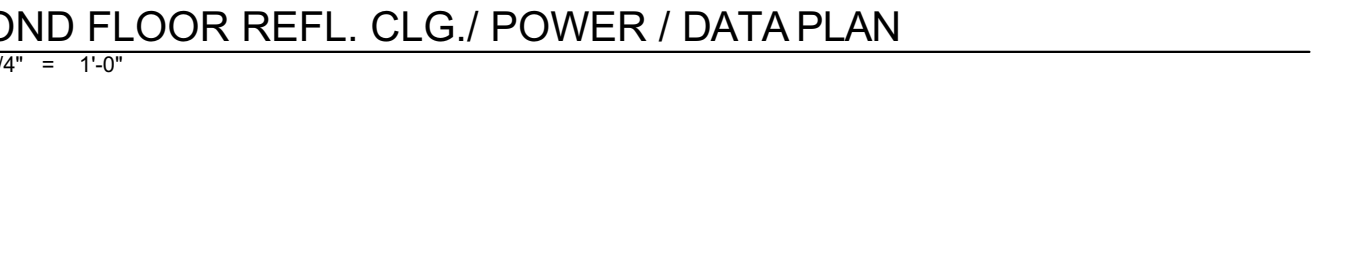 OND FLOOR REFL. CLG./ POWER / DATA PLAN
/4" = 1'-0"